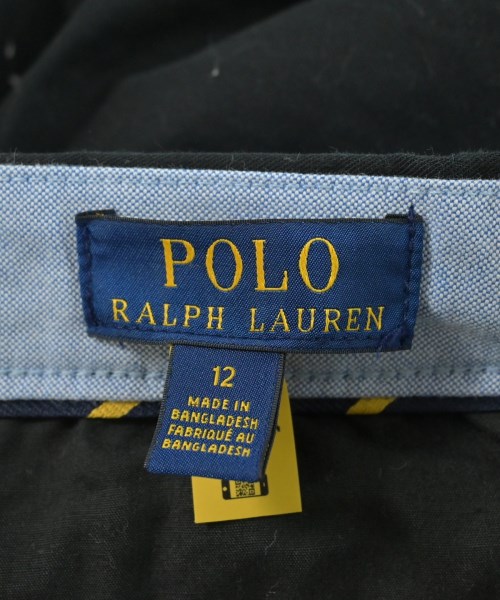 POLO
RALPH LAUREN
12
MADE IN
BANGLADESH
FABRIQUÉ AU
BANGLADESH